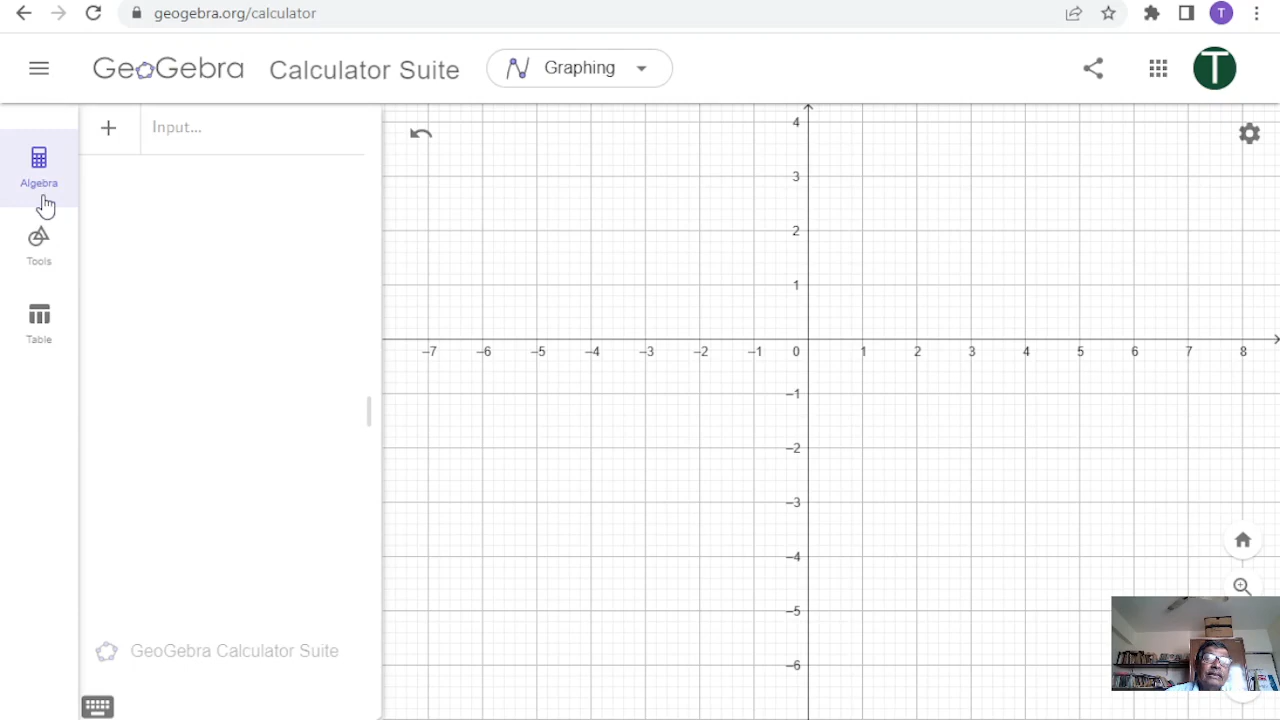 geogebra.org/calculator
T
GeoGebra Calculator Suite
Graphing
T
Algebra
Tools
Table
Input...
4
3
2
1
–7 –6 –5 –4 –3 –2 –1 0 1 2 3 4 5 6 7 8
–1
–2
–3
–4
–5
–6
GeoGebra Calculator Suite